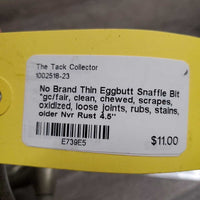 The Tack Collector
1002518-23
No Brand Thin Eggbutt Snaffle Bit
"gc/fair, clean, chewed, scrapes,
oxidized, loose joints, rubs, stains,
older Nvr Rust 4.5"
E739E5
$11.00